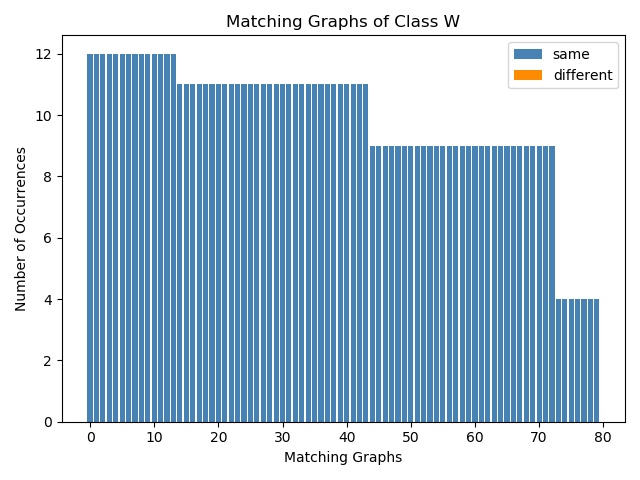 Matching Graphs of Class W
same
different
Number of Occurrences
12
10
8
6
4
2
0
0 10 20 30 40 50 60 70 80
Matching Graphs